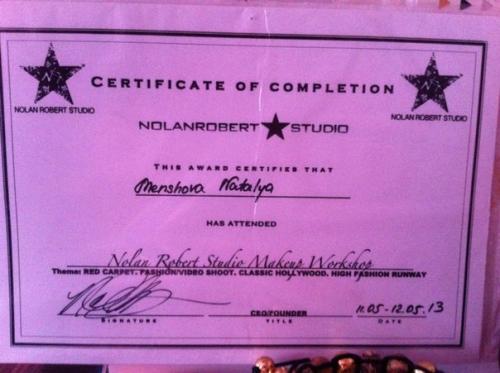 CERTIFICATE OF COMPLETION
NOLAN ROBERT STUDIO
NOLAN ROBERT STUDIO
NOLANROBERT STUDIO
THIS AWARD CERTIFIES THAT
Menshova Natalya
HAS ATTENDED
Nolan Robert Studio Makeup Workshop
Theme: RED CARPET. FASHION/VIDEO SHOOT. CLASSIC HOLLYWOOD. HIGH FASHION RUNWAY
CEO/FOUNDER
11.05-12.05.13
SIGNATURE
TITLE
DATE